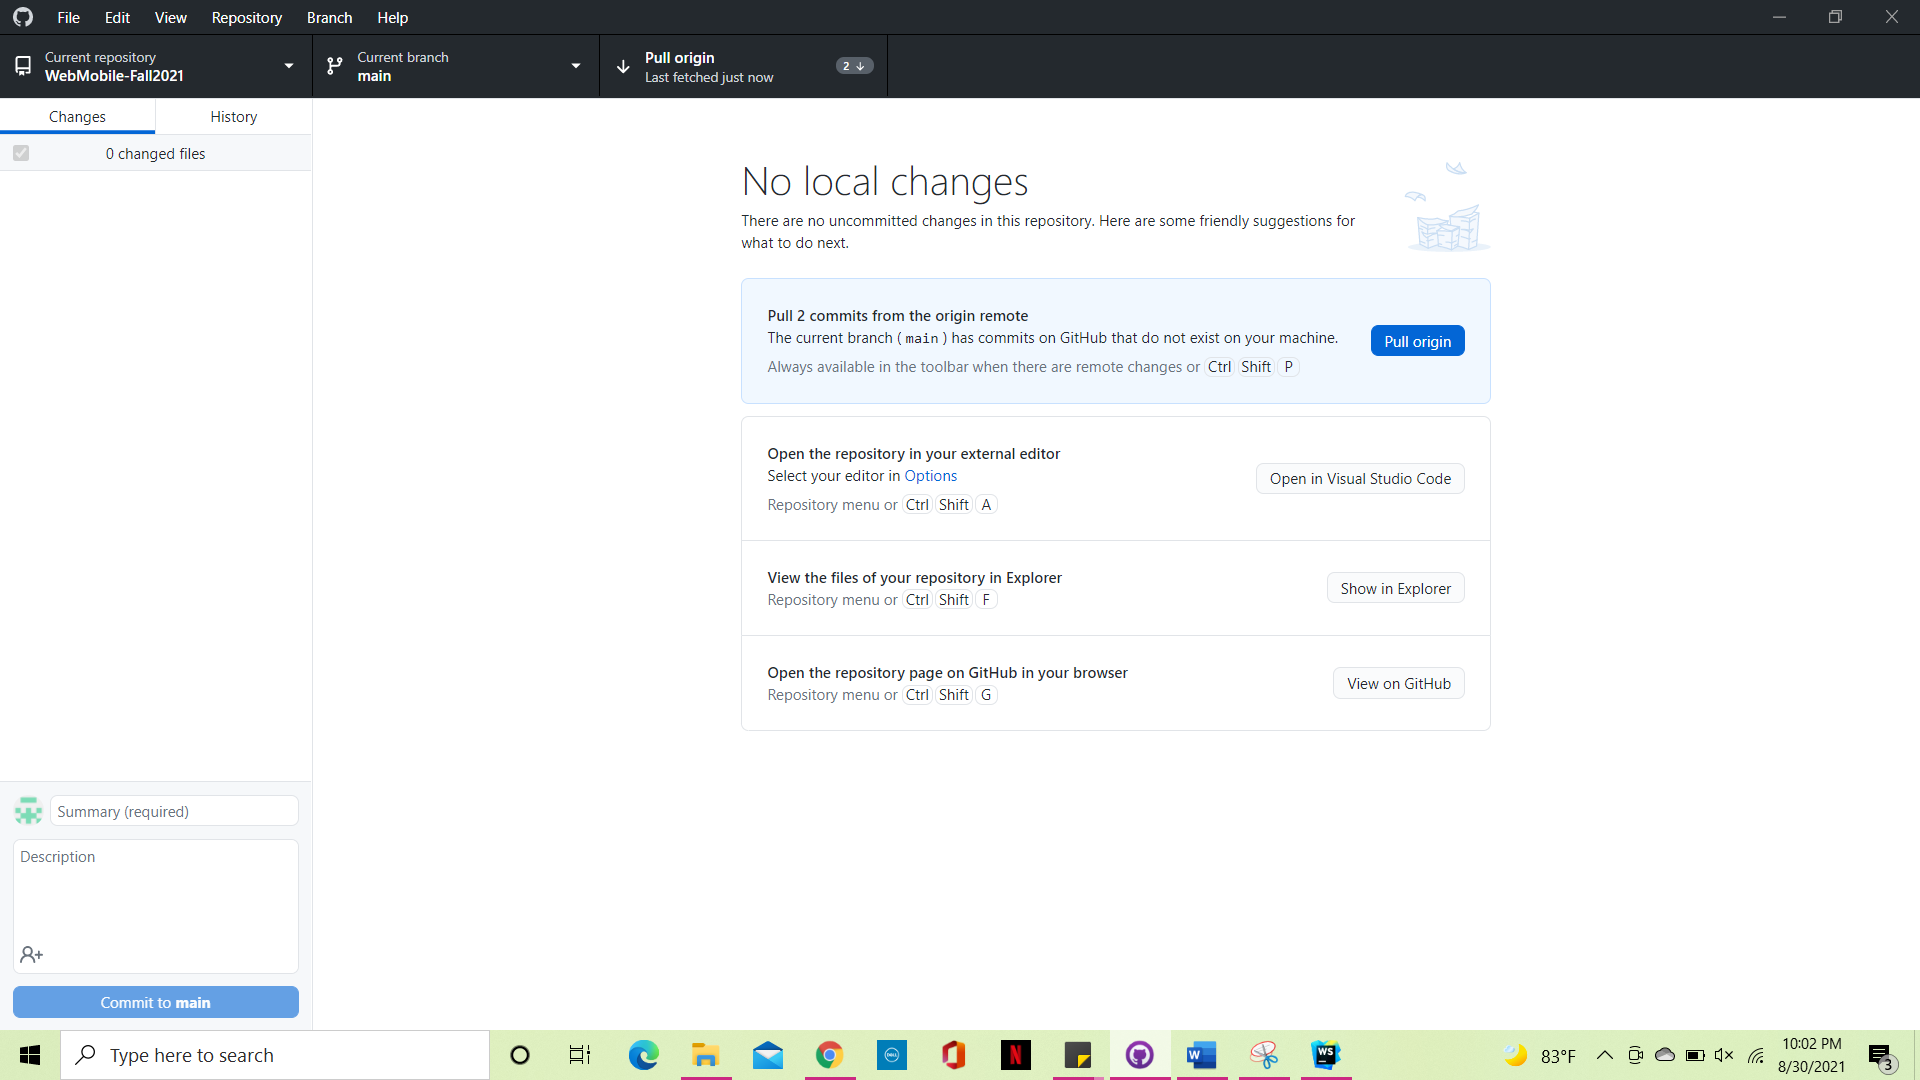 File Edit View Repository Branch Help
Current repository
WebMobile-Fall2021
Current branch
main
Pull origin
Last fetched just now
2
Changes History
0 changed files
No local changes
There are no uncommitted changes in this repository. Here are some friendly suggestions for
what to do next.
Pull 2 commits from the origin remote
The current branch ( main ) has commits on GitHub that do not exist on your machine.
Always available in the toolbar when there are remote changes or Ctrl Shift P
Pull origin
Open the repository in your external editor
Select your editor in Options
Repository menu or Ctrl Shift A
Open in Visual Studio Code
View the files of your repository in Explorer
Repository menu or Ctrl Shift F
Show in Explorer
Open the repository page on GitHub in your browser
Repository menu or Ctrl Shift G
View on GitHub
Summary (required)
Description
Commit to main
Type here to search
DELL
N
W
WS
83°F
10:02 PM
8/30/2021
3